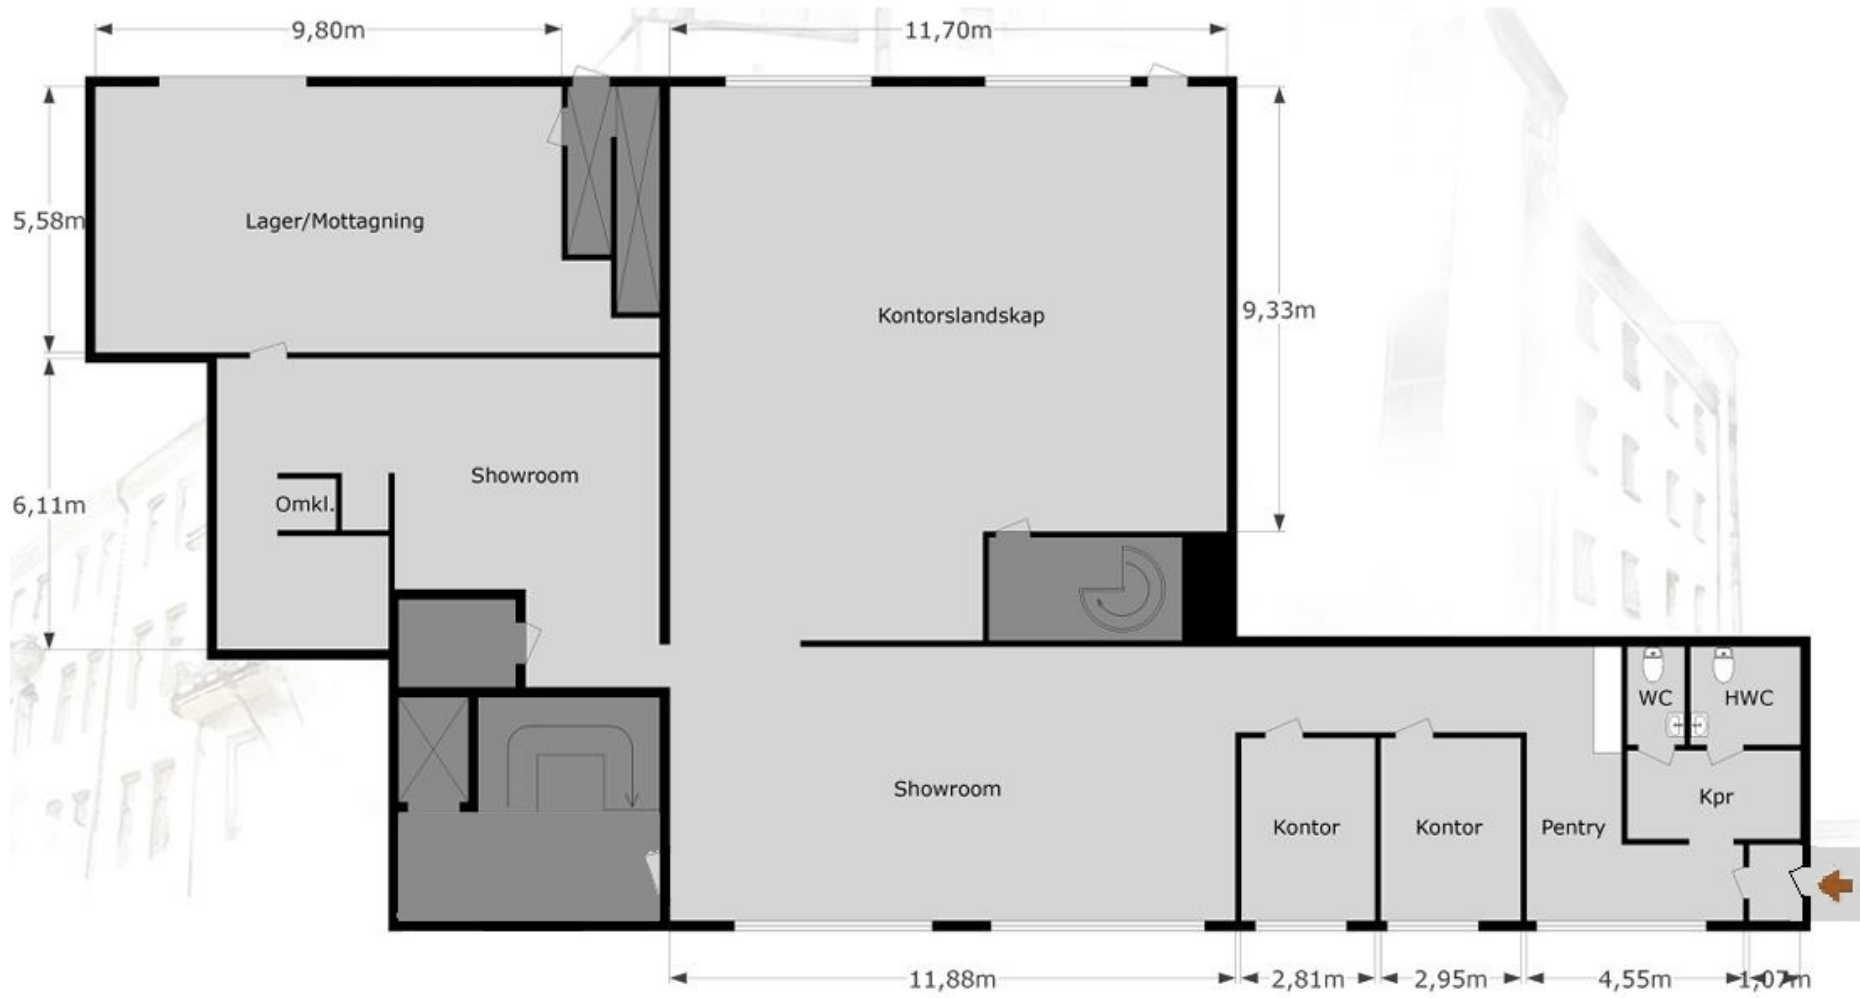 9,80m
11,70m
5,58m
Lager/Mottagning
Kontorslandskap
9,33m
Showroom
6,11m
Omkl.
WC
HWC
Showroom
Kpr
Kontor
Kontor
Pentry
11,88m
2,81m
2,95m
4,55m
1,07m